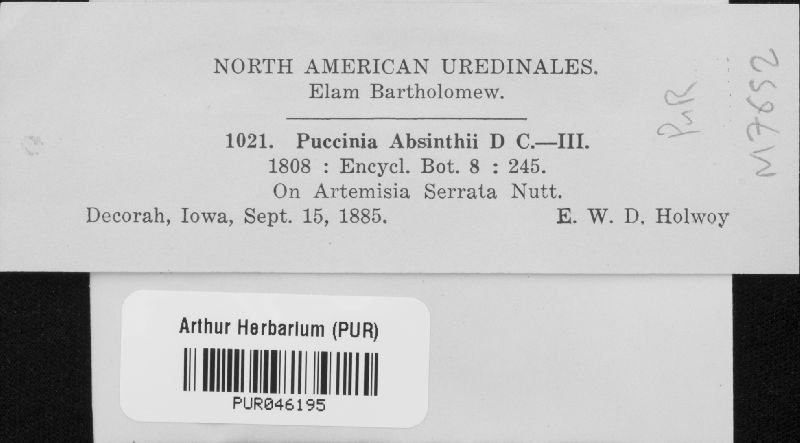 NORTH AMERICAN UREDINALES.
Elam Bartholomew.
1021. Puccinia Absinthii D C.—III.
1808 : Encycl. Bot. 8 : 245.
On Artemisia Serrata Nutt.
Decorah, Iowa, Sept. 15, 1885. E. W. D. Holwoy
PuR
M7652
Arthur Herbarium (PUR)
PUR046195